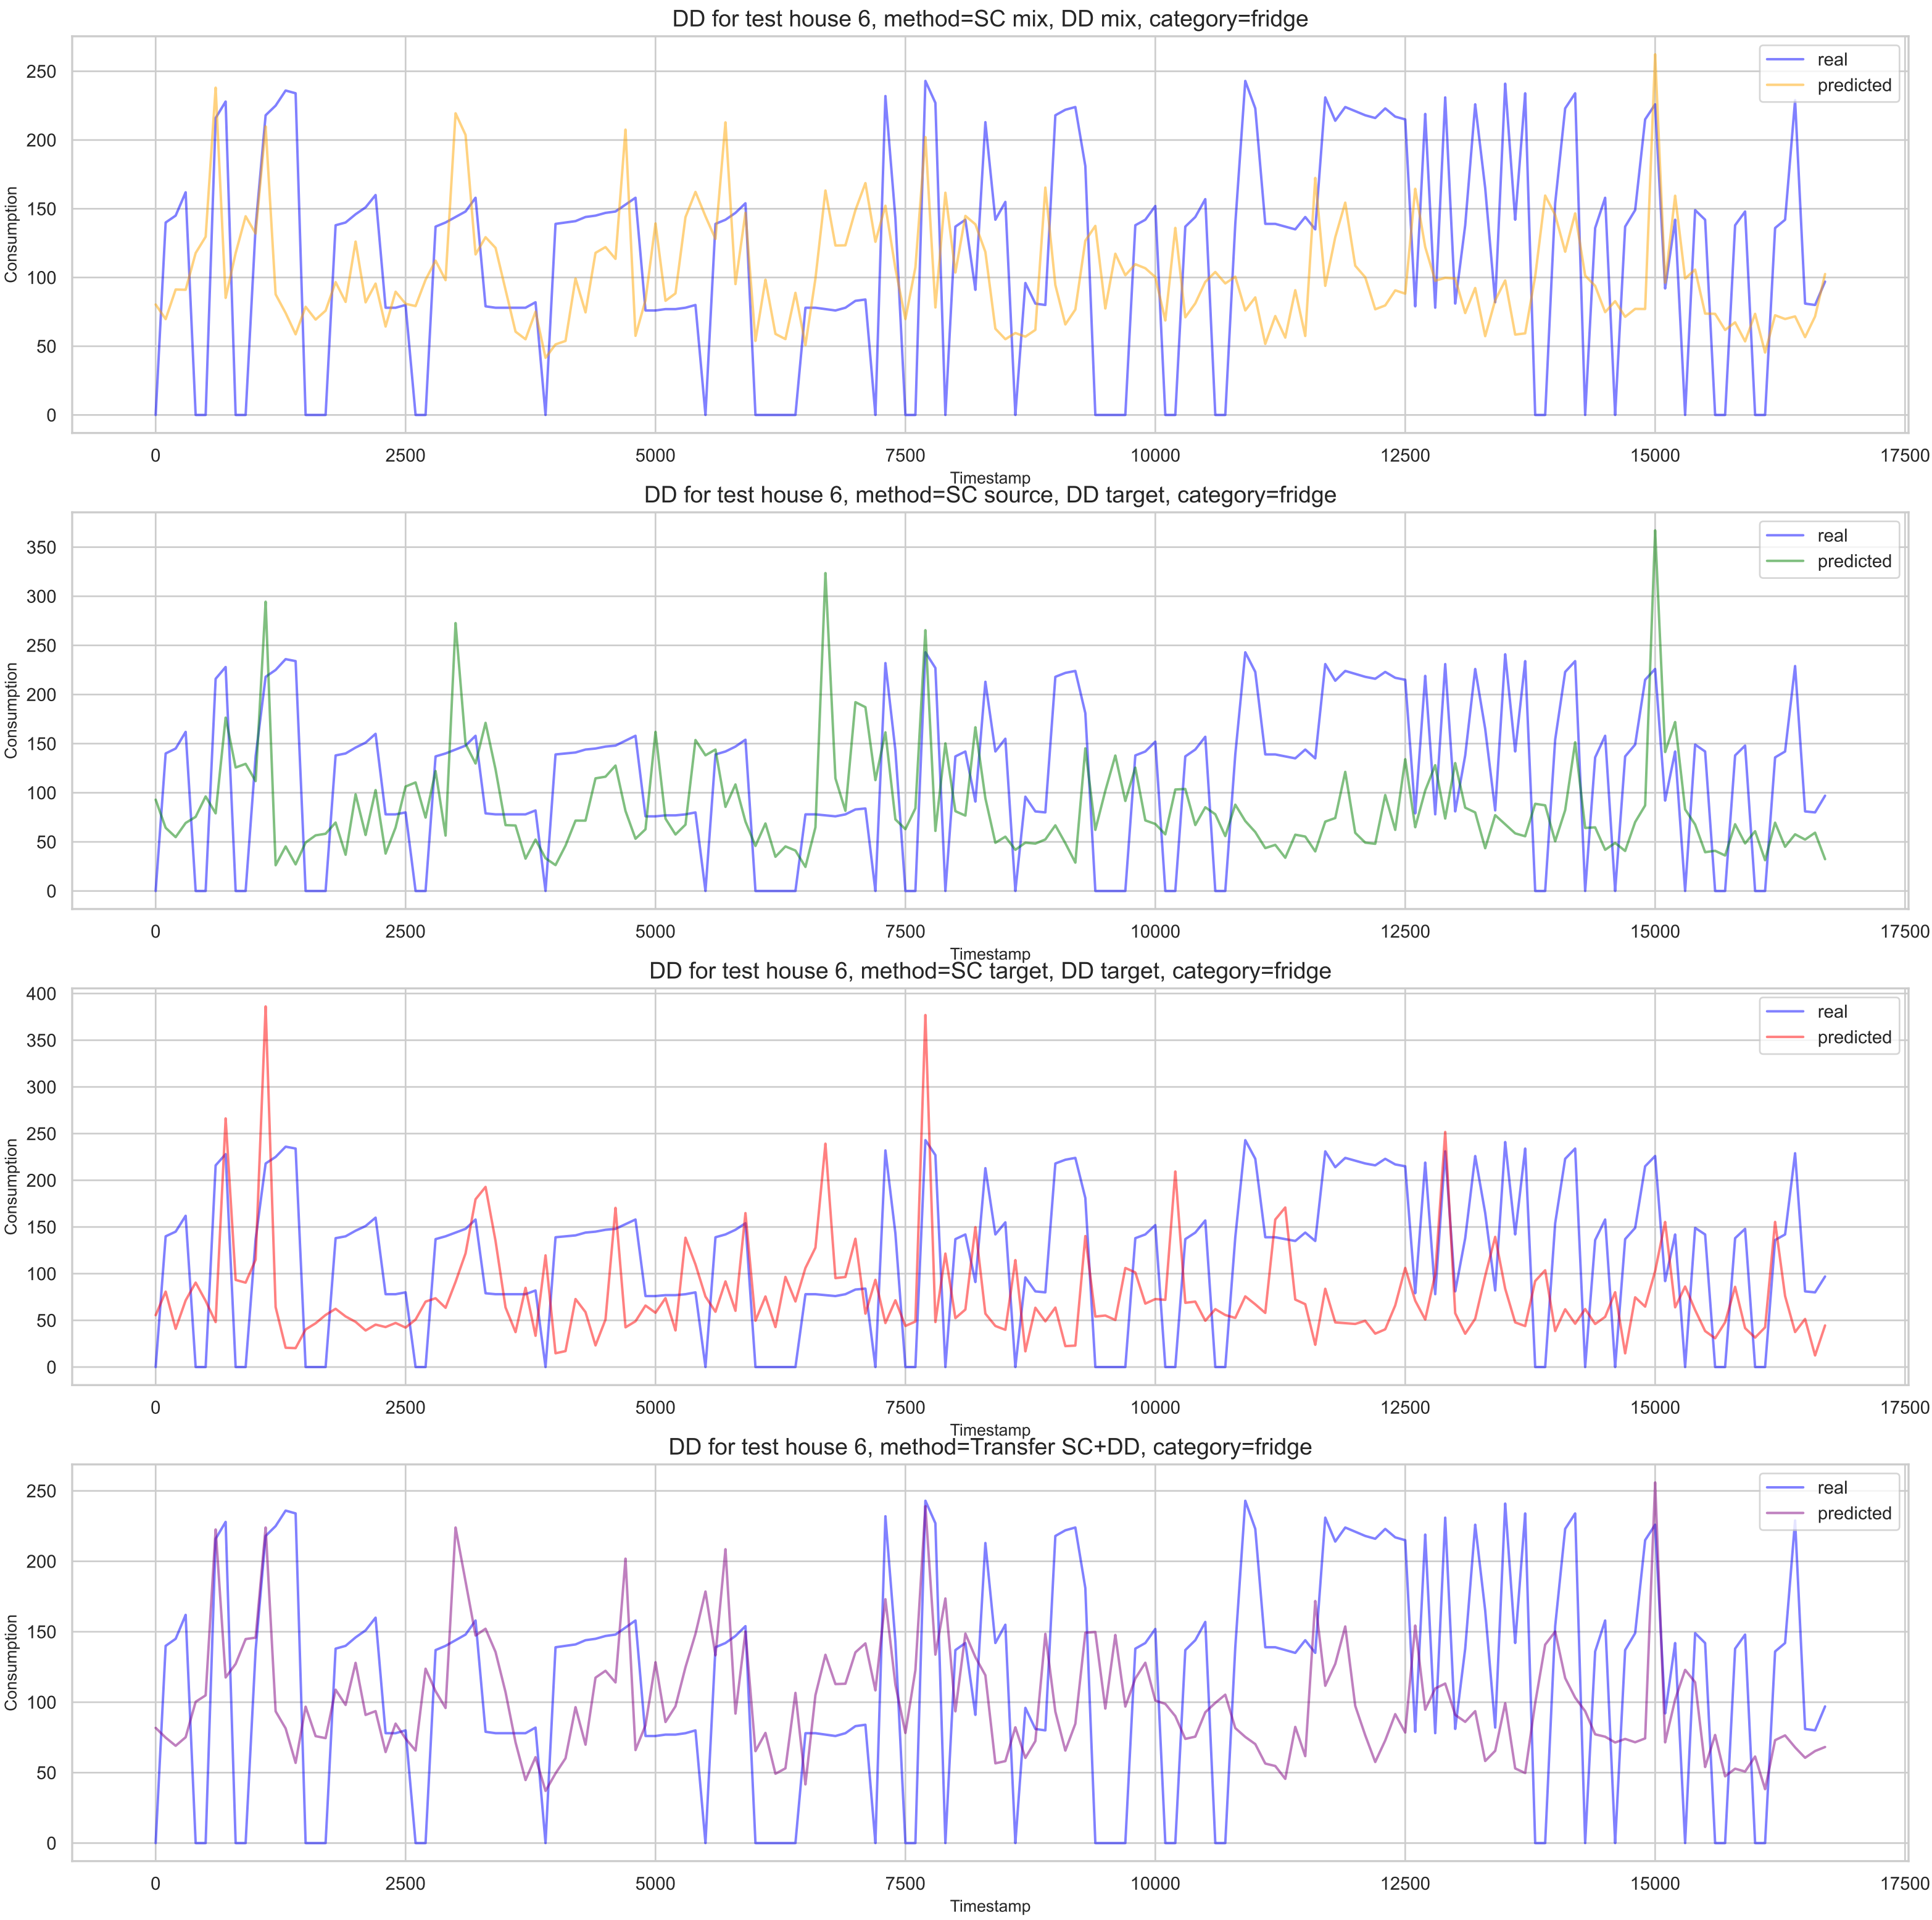 DD for test house 6, method=SC mix, DD mix, category=fridge
real
predicted
Consumption
250
200
150
100
50
0
0 2500 5000 7500 10000 12500 15000 17500
Timestamp
DD for test house 6, method=SC source, DD target, category=fridge
real
predicted
Consumption
350
300
250
200
150
100
50
0
0 2500 5000 7500 10000 12500 15000 17500
Timestamp
DD for test house 6, method=SC target, DD target, category=fridge
real
predicted
Consumption
400
350
300
250
200
150
100
50
0
0 2500 5000 7500 10000 12500 15000 17500
Timestamp
DD for test house 6, method=Transfer SC+DD, category=fridge
real
predicted
Consumption
250
200
150
100
50
0
0 2500 5000 7500 10000 12500 15000 17500
Timestamp